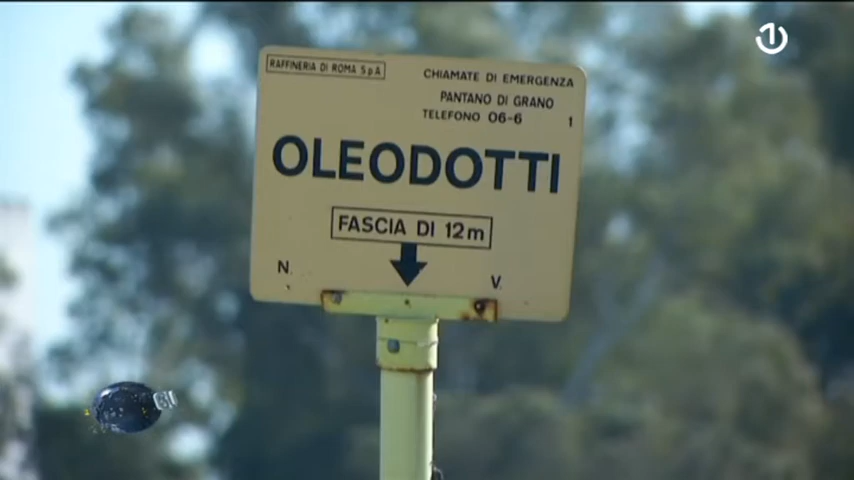 RAFFINERIA DI ROMA S.p.A
CHIAMATE DI EMERGENZA
PANTANO DI GRANO
TELEFONO 06-6 1
OLEODOTTI
FASCIA DI 12m
N. V.